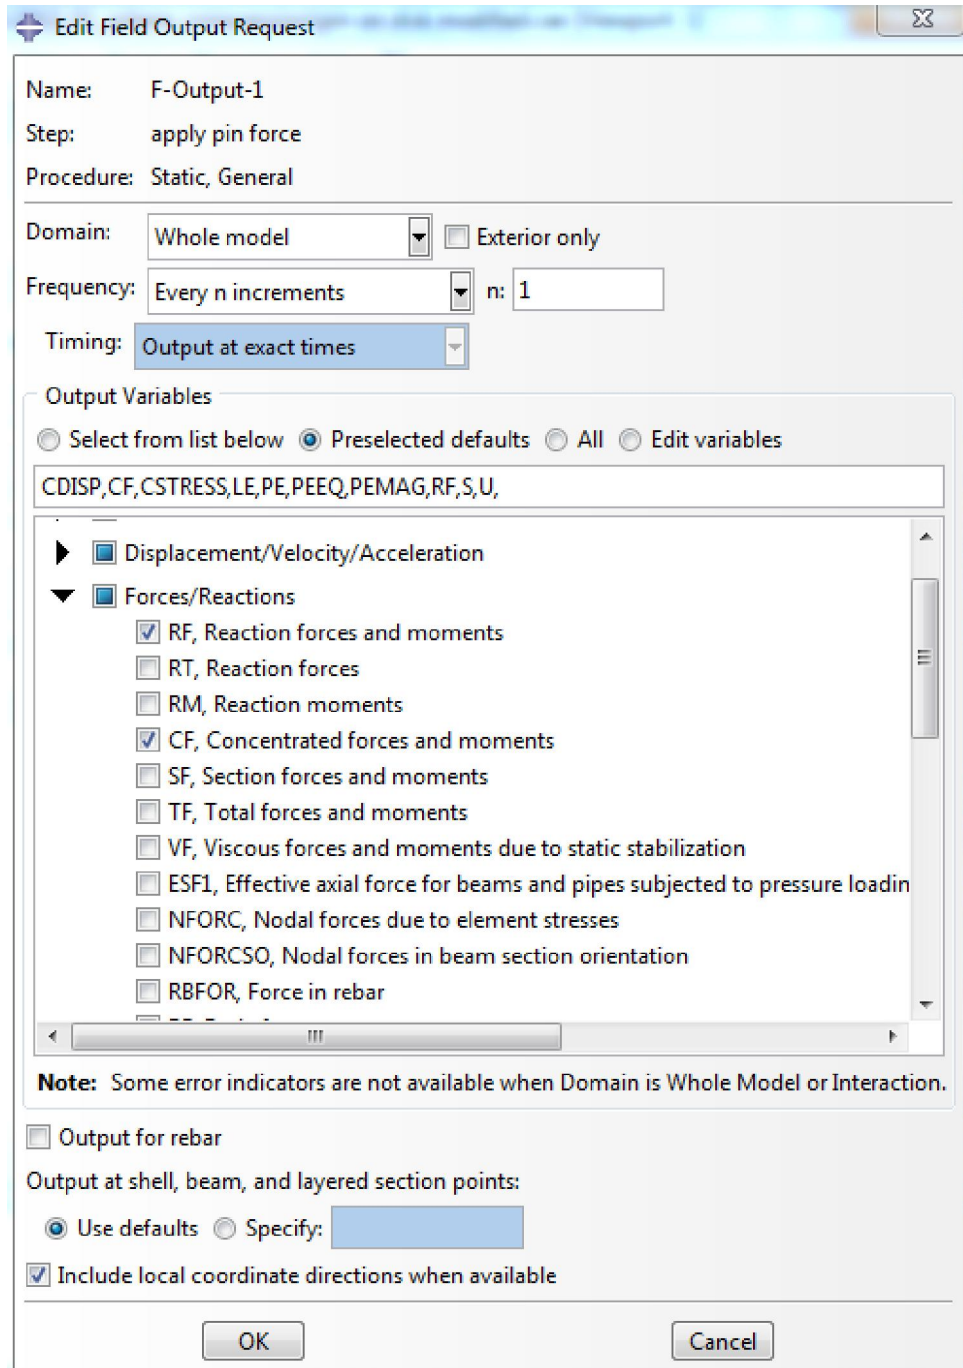 Edit Field Output Request
Name: F-Output-1
Step: apply pin force
Procedure: Static, General
Domain: Whole model Exterior only
Frequency: Every n increments n: 1
Timing: Output at exact times
Output Variables
Select from list below Preselected defaults All Edit variables
CDISP,CF,CSTRESS,LE,PE,PEEQ,PEMAG,RF,S,U,
Displacement/Velocity/Acceleration
Forces/Reactions
RF, Reaction forces and moments
RT, Reaction forces
RM, Reaction moments
CF, Concentrated forces and moments
SF, Section forces and moments
TF, Total forces and moments
VF, Viscous forces and moments due to static stabilization
ESF1, Effective axial force for beams and pipes subjected to pressure loadin
NFORC, Nodal forces due to element stresses
NFORCSO, Nodal forces in beam section orientation
RBFOR, Force in rebar
Note: Some error indicators are not available when Domain is Whole Model or Interaction.
Output for rebar
Output at shell, beam, and layered section points:
Use defaults Specify:
Include local coordinate directions when available
OK Cancel